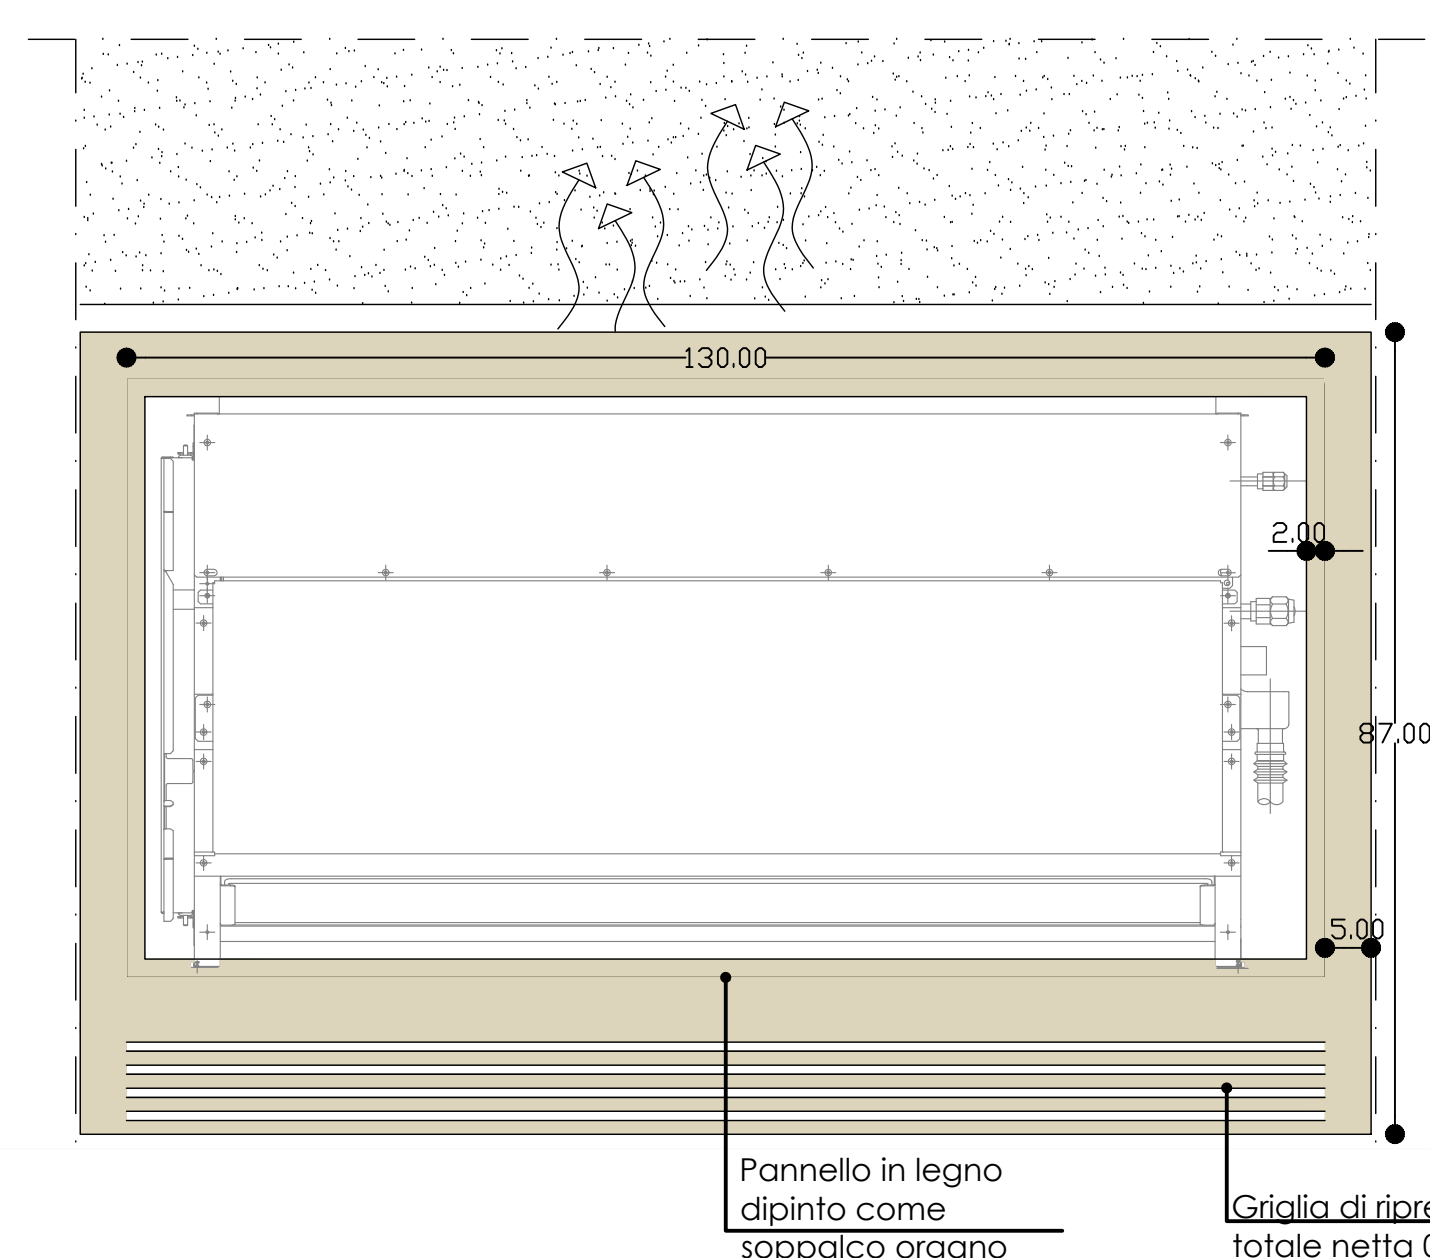 130.00
2.00
87.00
5.00
Pannello in legno
dipinto come
soppalco organo
Griglia di ripre
totale netta